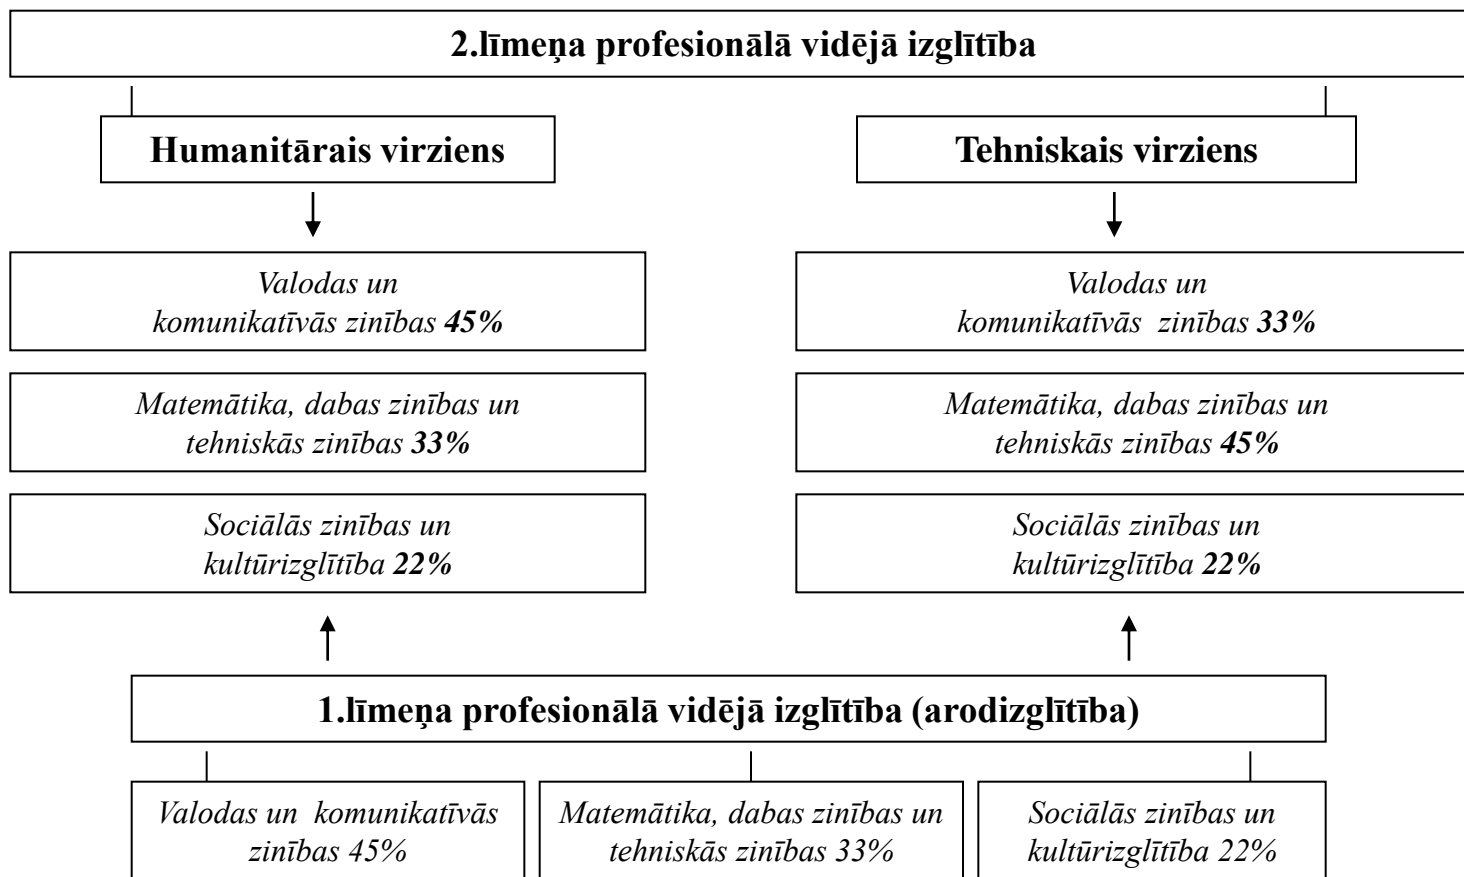 2.līmeņa profesionālā vidējā izglītība
Humanitārais virziens
Tehniskais virziens
Valodas un
komunikatīvās zinības 45%
Valodas un
komunikatīvās  zinības 33%
Matemātika, dabas zinības un
tehniskās zinības 33%
Matemātika, dabas zinības un
tehniskās zinības 45%
Sociālās zinības un
kultūrizglītība 22%
Sociālās zinības un
kultūrizglītība 22%
1.līmeņa profesionālā vidējā izglītība (arodizglītība)
Valodas un  komunikatīvās
zinības 45%
Matemātika, dabas zinības un
tehniskās zinības 33%
Sociālās zinības un
kultūrizglītība 22%